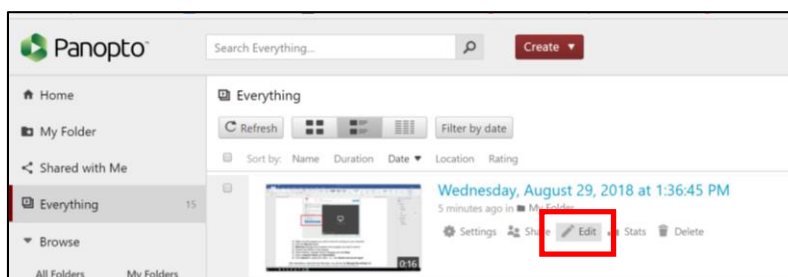 Panopto
Search Everything...
Create
Home
My Folder
Shared with Me
Everything 15
Browse
All Folders My Folders
Everything
Refresh
Filter by date
Sort by: Name Duration Date Location Rating
Wednesday, August 29, 2018 at 1:36:45 PM
5 minutes ago in My Folder
Settings Share Edit Stats Delete
0:16